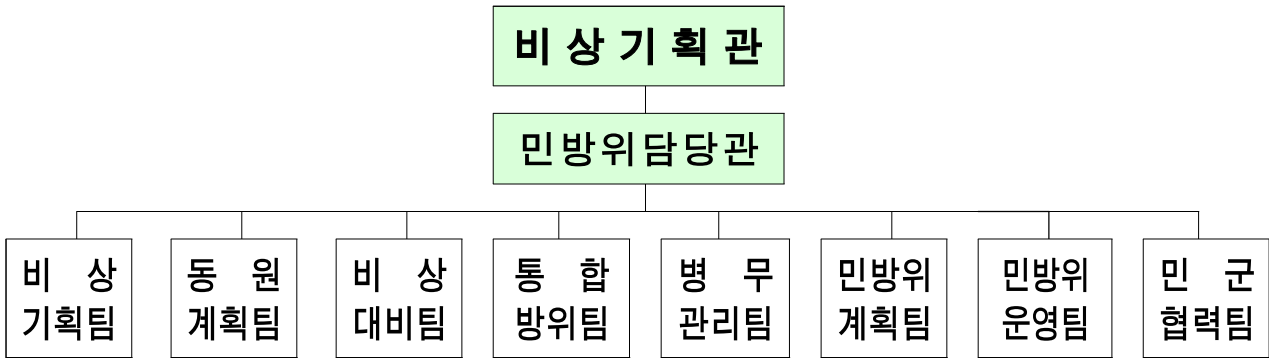 비 상 기 획 관
민방위담당관
비 상
기획팀
동 원
계획팀
비 상
대비팀
통 합
방위팀
병 무
관리팀
민방위
계획팀
민방위
운영팀
민 군
협력팀